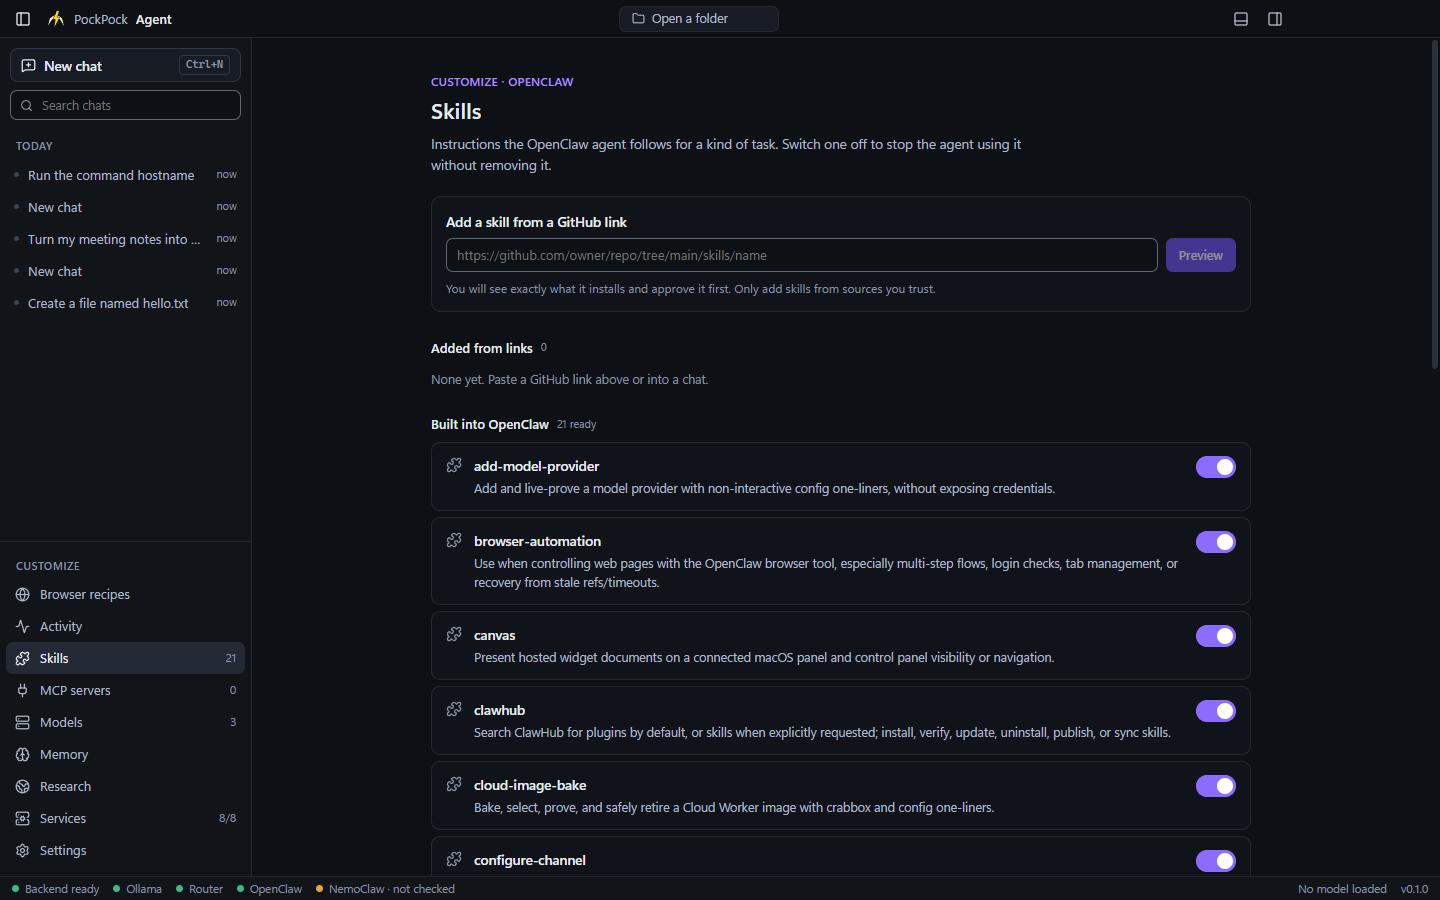 PockPock Agent
Open a folder
New chat
Ctrl+N
Search chats
TODAY
Run the command hostname now
New chat now
Turn my meeting notes into ... now
New chat now
Create a file named hello.txt now
CUSTOMIZE
Browser recipes
Activity
Skills 21
MCP servers 0
Models 3
Memory
Research
Services 8/8
Settings
CUSTOMIZE · OPENCLAW
Skills
Instructions the OpenClaw agent follows for a kind of task. Switch one off to stop the agent using it
without removing it.
Add a skill from a GitHub link
https://github.com/owner/repo/tree/main/skills/name
Preview
You will see exactly what it installs and approve it first. Only add skills from sources you trust.
Added from links 0
None yet. Paste a GitHub link above or into a chat.
Built into OpenClaw 21 ready
add-model-provider
Add and live-prove a model provider with non-interactive config one-liners, without exposing credentials.
browser-automation
Use when controlling web pages with the OpenClaw browser tool, especially multi-step flows, login checks, tab management, or
recovery from stale refs/timeouts.
canvas
Present hosted widget documents on a connected macOS panel and control panel visibility or navigation.
clawhub
Search ClawHub for plugins by default, or skills when explicitly requested; install, verify, update, uninstall, publish, or sync skills.
cloud-image-bake
Bake, select, prove, and safely retire a Cloud Worker image with crabbox and config one-liners.
configure-channel
Backend ready
Ollama
Router
OpenClaw
NemoClaw · not checked
No model loaded
v0.1.0